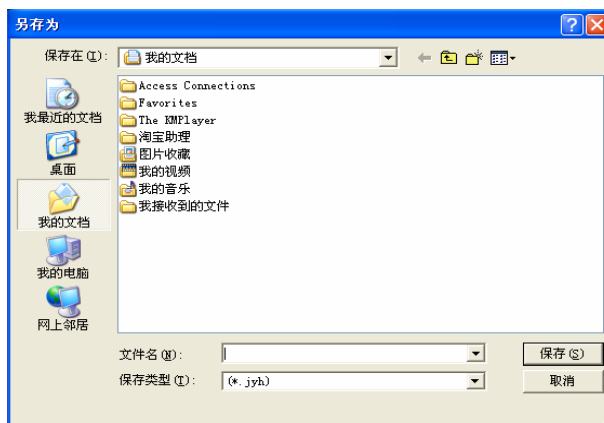 另存为
保存在(I):
我的文档
我最近的文档
桌面
我的文档
我的电脑
网上邻居
Access Connections
Favorites
The KMPlayer
淘宝助理
图片收藏
我的视频
我的音乐
我接收到的文件
文件名(N):
保存(S)
保存类型(T):
(*.jyh)
取消